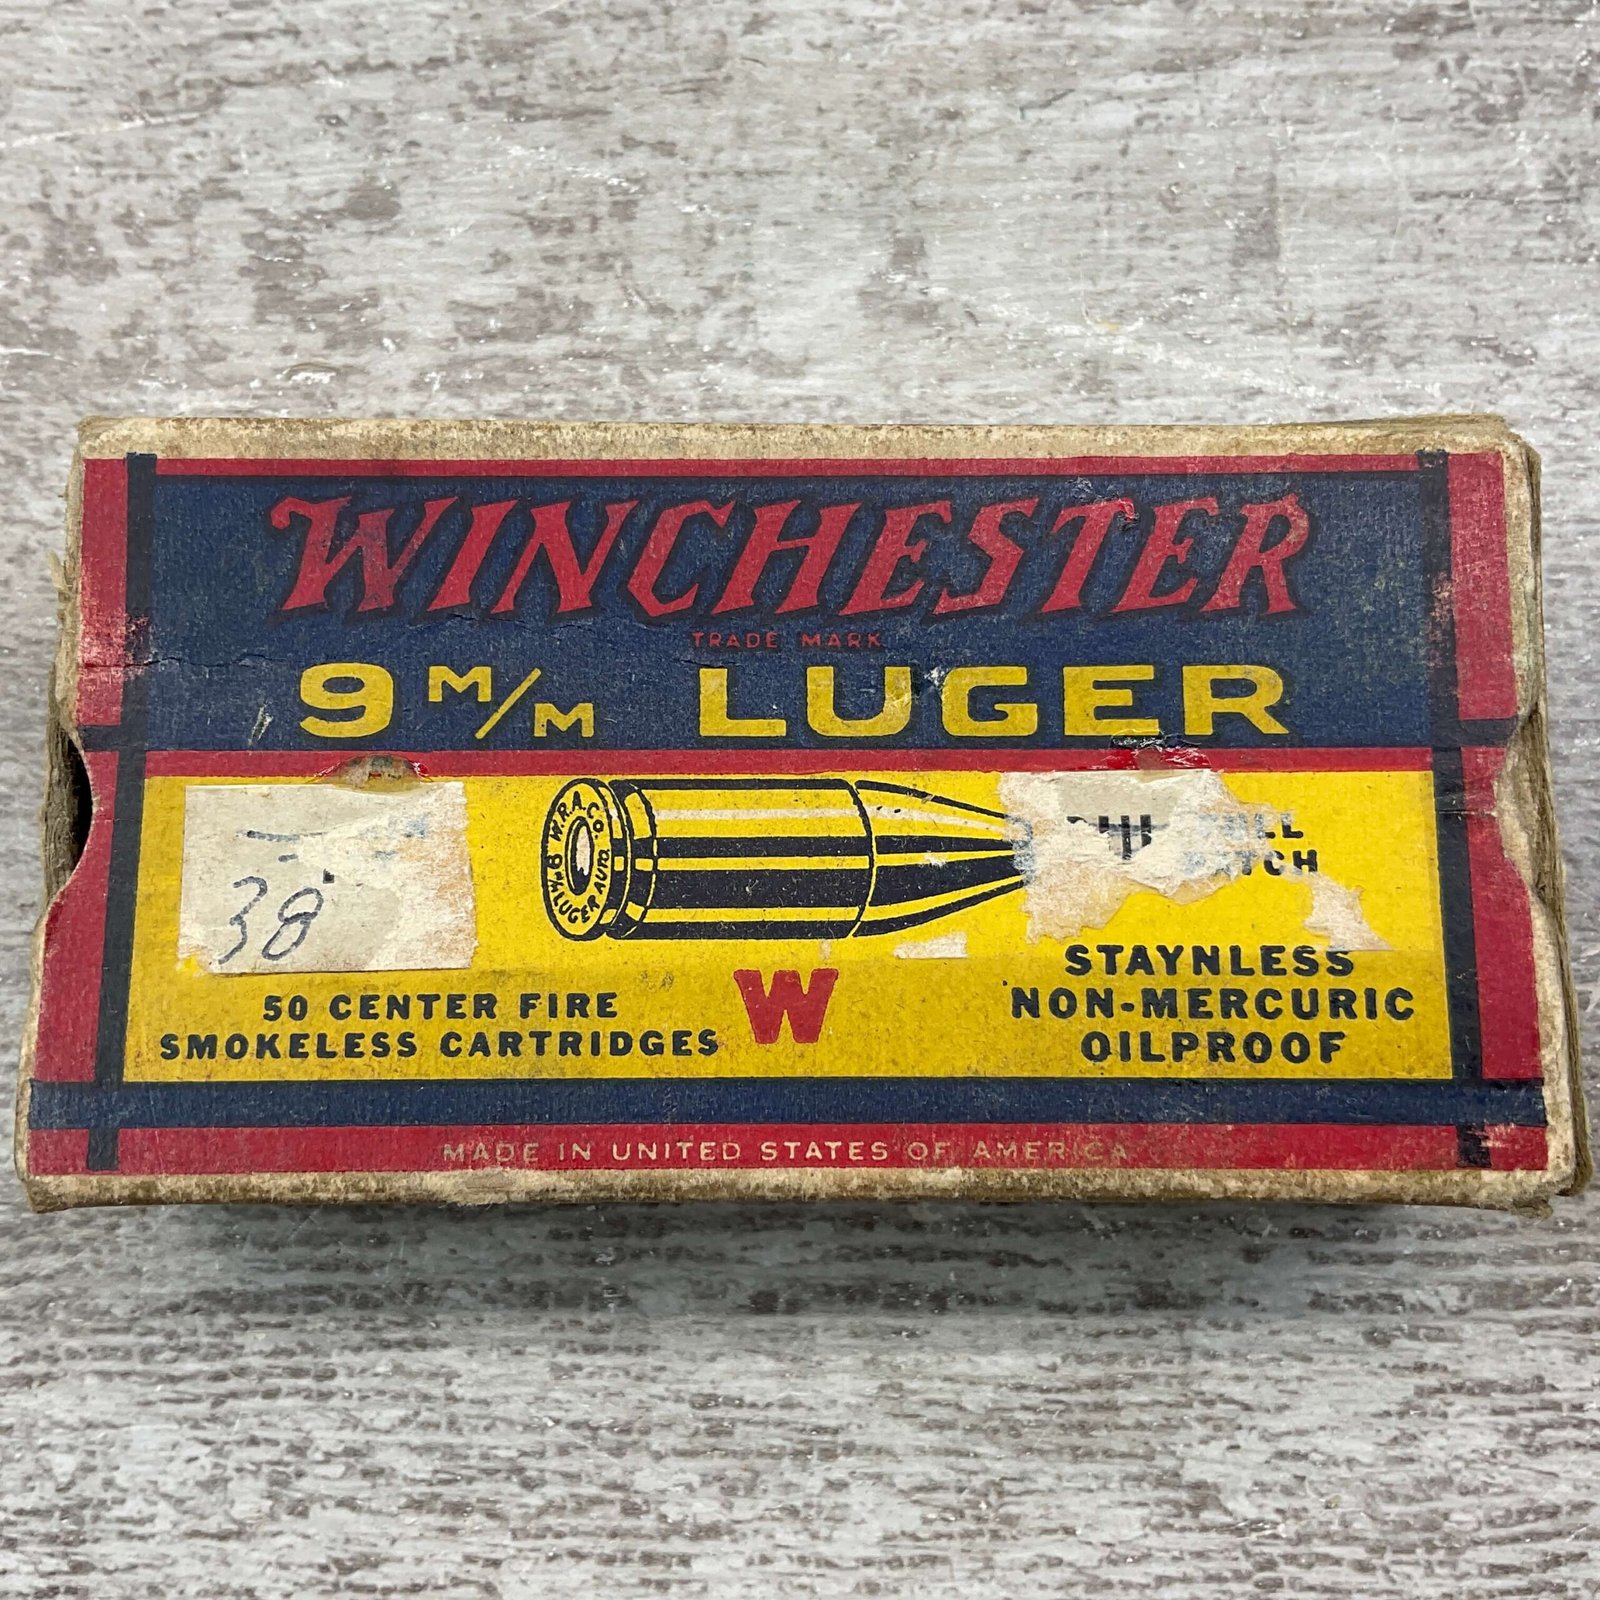 WINCHESTER
TRADE MARK
9 M/M LUGER
W.R.A.Co.
9 M/M LUGER AUTO.
38
50 CENTER FIRE
SMOKELESS CARTRIDGES
W
STAYNLESS
NON-MERCURIC
OILPROOF
MADE IN UNITED STATES OF AMERICA